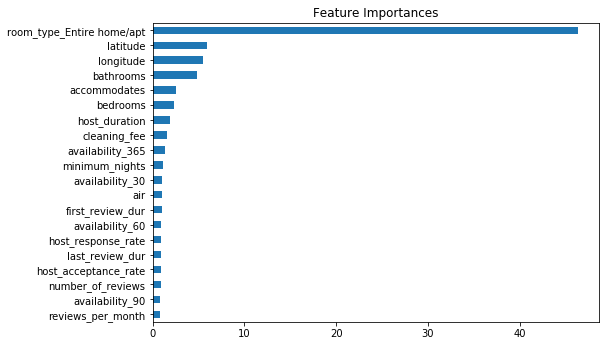 Feature Importances
room_type_Entire home/apt
latitude
longitude
bathrooms
accommodates
bedrooms
host_duration
cleaning_fee
availability_365
minimum_nights
availability_30
air
first_review_dur
availability_60
host_response_rate
last_review_dur
host_acceptance_rate
number_of_reviews
availability_90
reviews_per_month
0 10 20 30 40